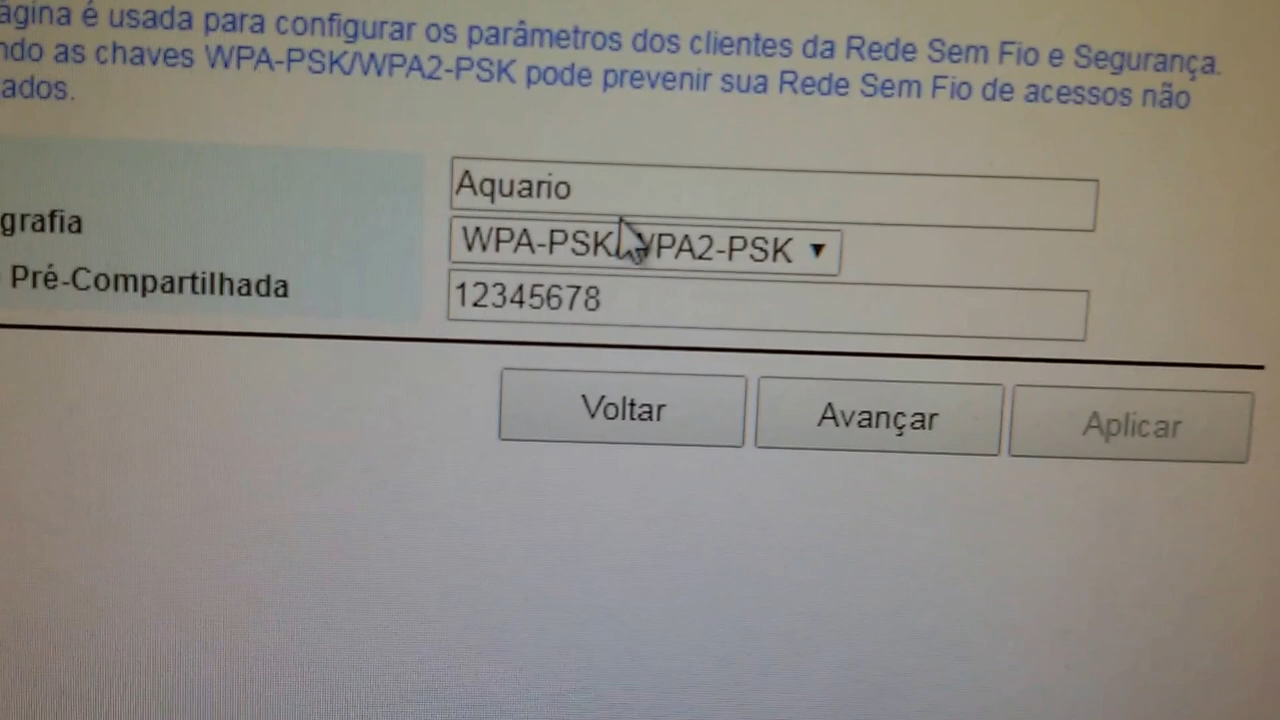 ágina é usada para configurar os parâmetros dos clientes da Rede Sem Fio e Segurança.
ndo as chaves WPA-PSK/WPA2-PSK pode prevenir sua Rede Sem Fio de acessos não
ados.
Aquario
grafia WPA-PSK/WPA2-PSK
Pré-Compartilhada 12345678
Voltar Avançar Aplicar